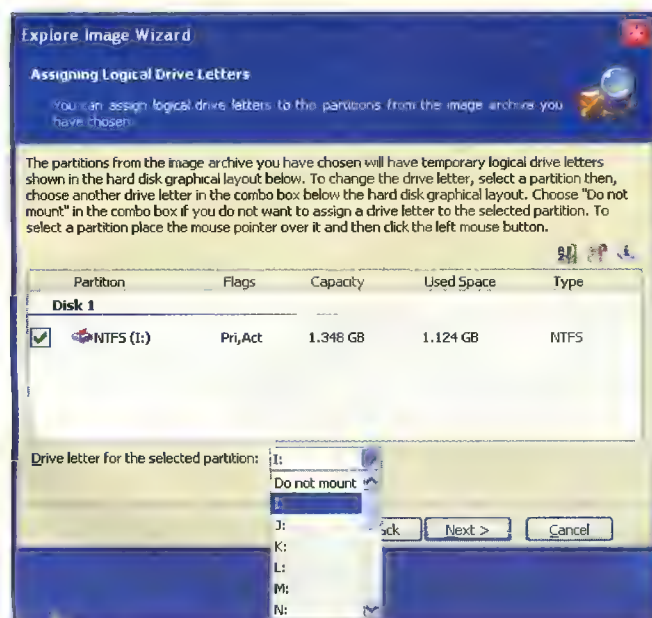 Explore Image Wizard
Assigning Logical Drive Letters
You can assign logical drive letters to the partitions from the image archive you
have chosen.
The partitions from the image archive you have chosen will have temporary logical drive letters
shown in the hard disk graphical layout below. To change the drive letter, select a partition then,
choose another drive letter in the combo box below the hard disk graphical layout. Choose "Do not
mount" in the combo box if you do not want to assign a drive letter to the selected partition. To
select a partition place the mouse pointer over it and then click the left mouse button.
Partition Flags Capacity Used Space Type
Disk 1
NTFS (I:) Pri,Act 1.348 GB 1.124 GB NTFS
Drive letter for the selected partition: I:
Do not mount
J:
K:
L:
M:
N:
Next > Cancel